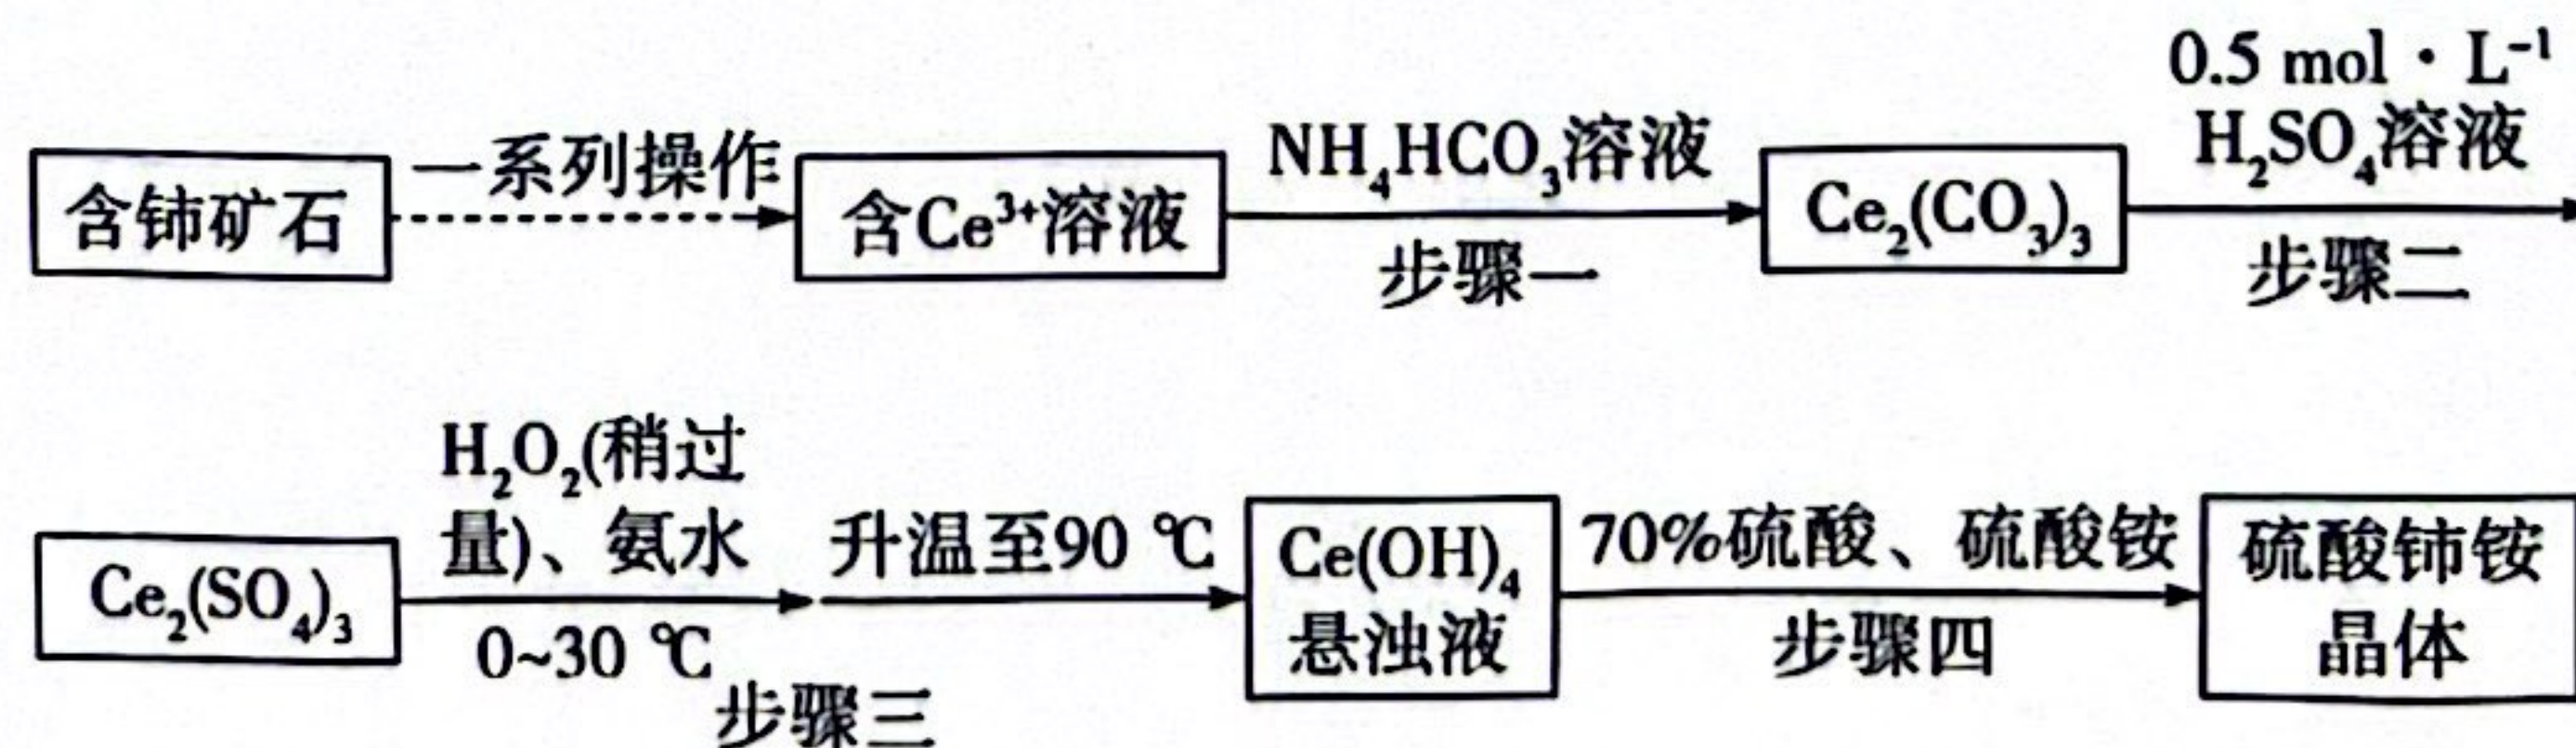 0.5 mol·L⁻¹
含铈矿石
一系列操作
含Ce³⁺溶液
NH₄HCO₃溶液
步骤一
Ce₂(CO₃)₃
H₂SO₄溶液
步骤二
Ce₂(SO₄)₃
H₂O₂(稍过
量)、氨水
0~30 ℃
步骤三
升温至90 ℃
Ce(OH)₄
悬浊液
70%硫酸、硫酸铵
步骤四
硫酸铈铵
晶体